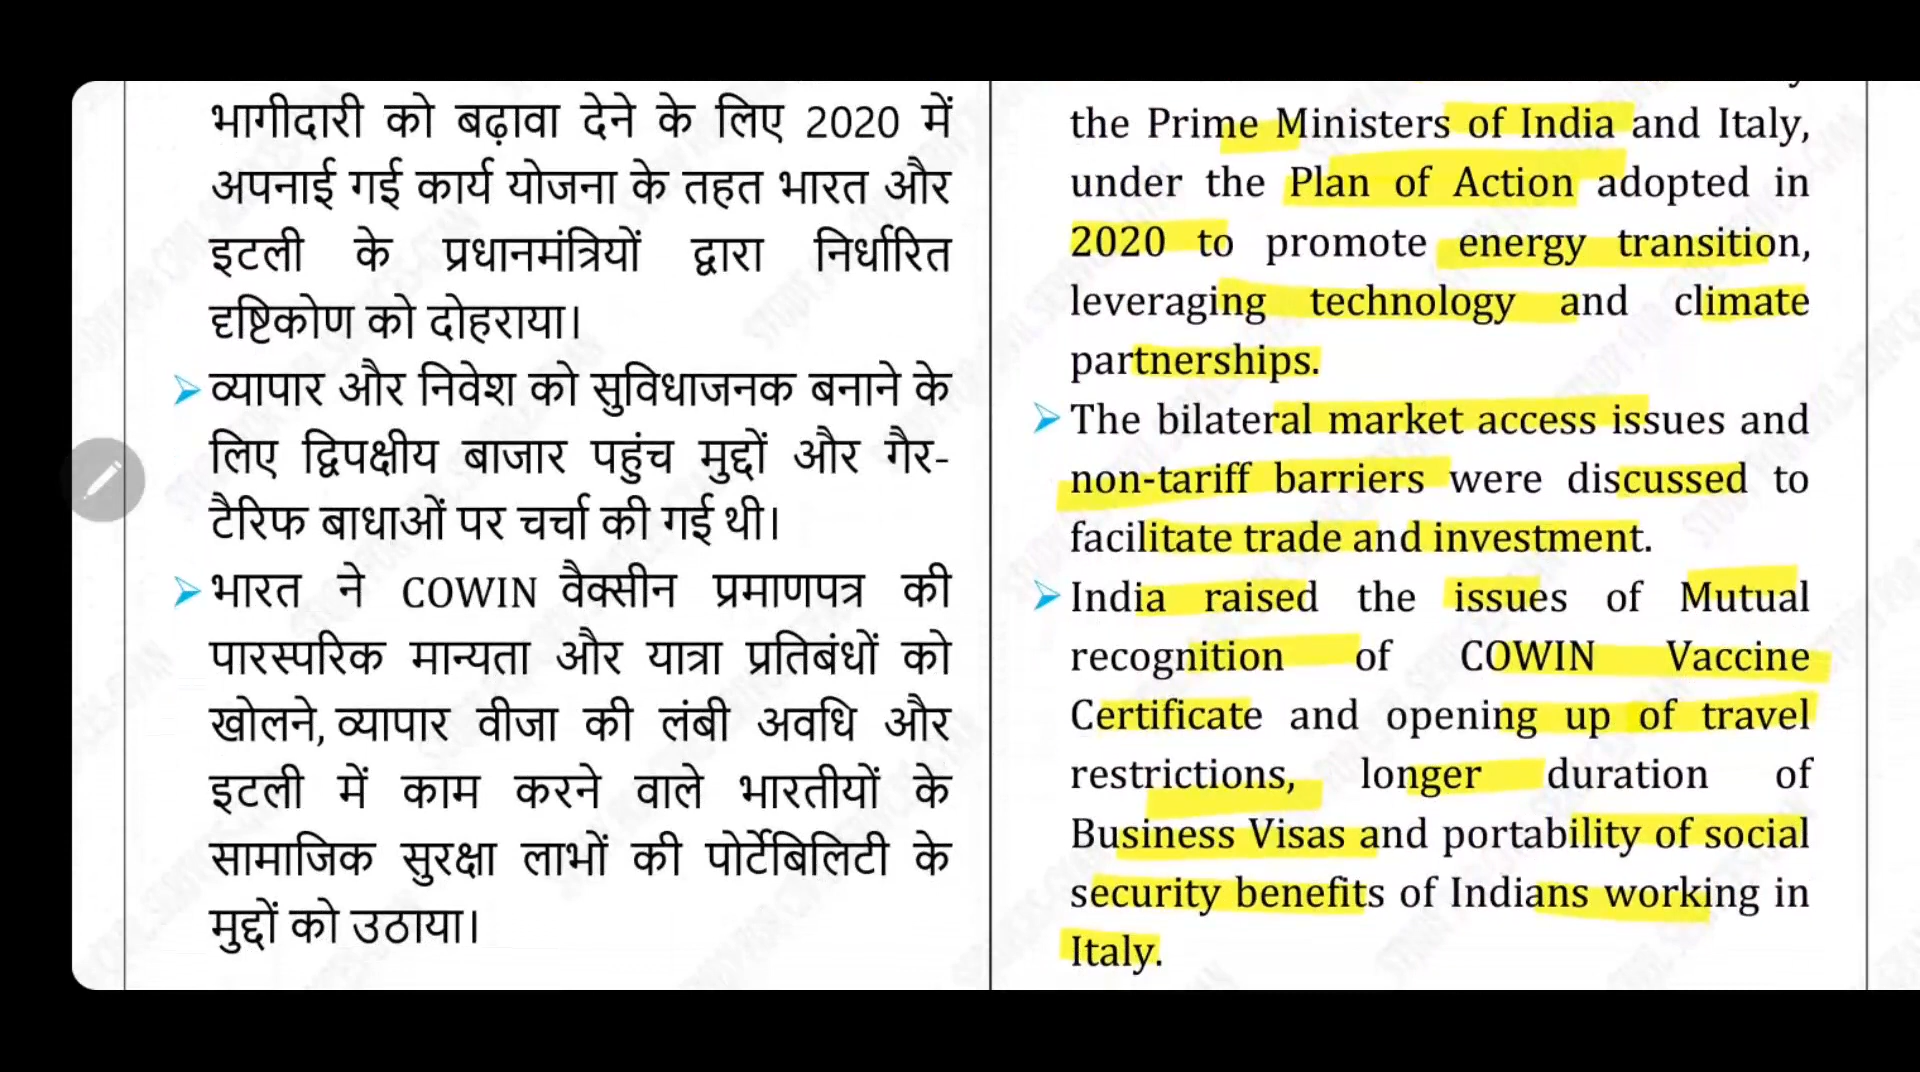 भागीदारी को बढ़ावा देने के लिए 2020 में
अपनाई गई कार्य योजना के तहत भारत और
इटली के प्रधानमंत्रियों द्वारा निर्धारित
दृष्टिकोण को दोहराया।
व्यापार और निवेश को सुविधाजनक बनाने के
लिए द्विपक्षीय बाजार पहुंच मुद्दों और गैर-
टैरिफ बाधाओं पर चर्चा की गई थी।
भारत ने COWIN वैक्सीन प्रमाणपत्र की
पारस्परिक मान्यता और यात्रा प्रतिबंधों को
खोलने, व्यापार वीजा की लंबी अवधि और
इटली में काम करने वाले भारतीयों के
सामाजिक सुरक्षा लाभों की पोर्टेबिलिटी के
मुद्दों को उठाया।
the Prime Ministers of India and Italy,
under the Plan of Action adopted in
2020 to promote energy transition,
leveraging technology and climate
partnerships.
The bilateral market access issues and
non-tariff barriers were discussed to
facilitate trade and investment.
India raised the issues of Mutual
recognition of COWIN Vaccine
Certificate and opening up of travel
restrictions, longer duration of
Business Visas and portability of social
security benefits of Indians working in
Italy.